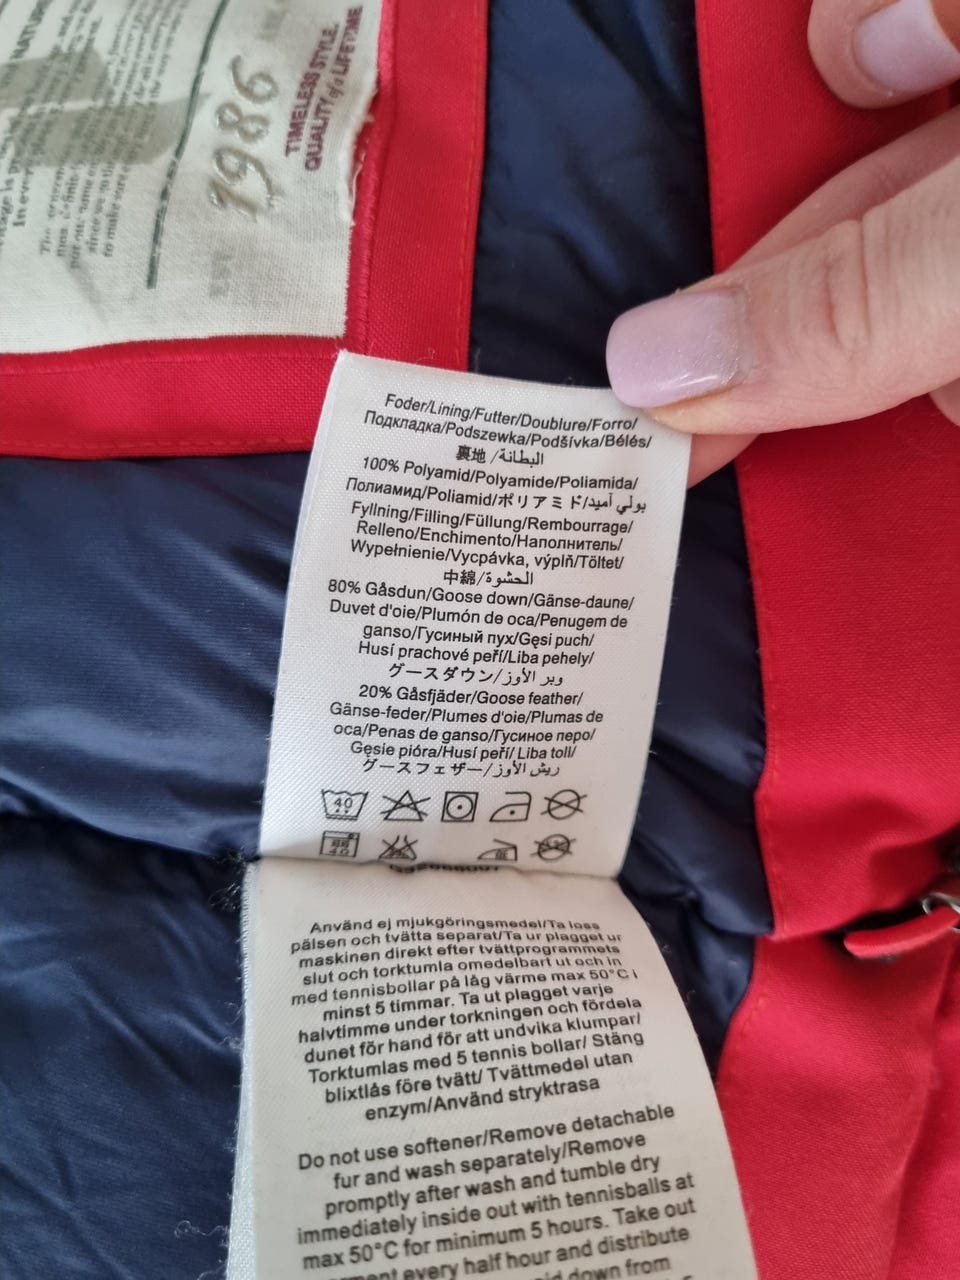 1986
TIMELESS STYLE.
QUALITY of a LIFETIME
Foder/Lining/Futter/Doublure/Forro/
Подкладка/Podszewka/Podšívka/Bélés/
裏地/البطانة
100% Polyamid/Polyamide/Poliamida/
Полиамид/Poliamid/ポリアミド/بولي أميد
Fyllning/Filling/Füllung/Rembourrage/
Relleno/Enchimento/Наполнитель/
Wypełnienie/Vycpávka, výplň/Töltet/
中綿/الحشوة
80% Gåsdun/Goose down/Gänse-daune/
Duvet d'oie/Plumón de oca/Penugem de
ganso/Гусиный пух/Gęsi puch/
Husí prachové peří/Liba pehely/
グースダウン/وبر الأوز
20% Gåsfjäder/Goose feather/
Gänse-feder/Plumes d'oie/Plumas de
oca/Penas de ganso/Гусиное перо/
Gęsie pióra/Husí peří/ Liba toll/
グースフェザー/ريش الأوز
40
40
Använd ej mjukgöringsmedel/Ta loss
pälsen och tvätta separat/Ta ur plagget ur
maskinen direkt efter tvättprogrammets
slut och torktumla omedelbart ut och in
med tennisbollar på låg värme max 50°C i
minst 5 timmar. Ta ut plagget varje
halvtimme under torkningen och fördela
dunet för hand för att undvika klumpar/
Torktumlas med 5 tennis bollar/ Stäng
blixtlås före tvätt/ Tvättmedel utan
enzym/Använd stryktrasa
Do not use softener/Remove detachable
fur and wash separately/Remove
promptly after wash and tumble dry
immediately inside out with tennisballs at
max 50°C for minimum 5 hours. Take out
every half hour and distribute
down from